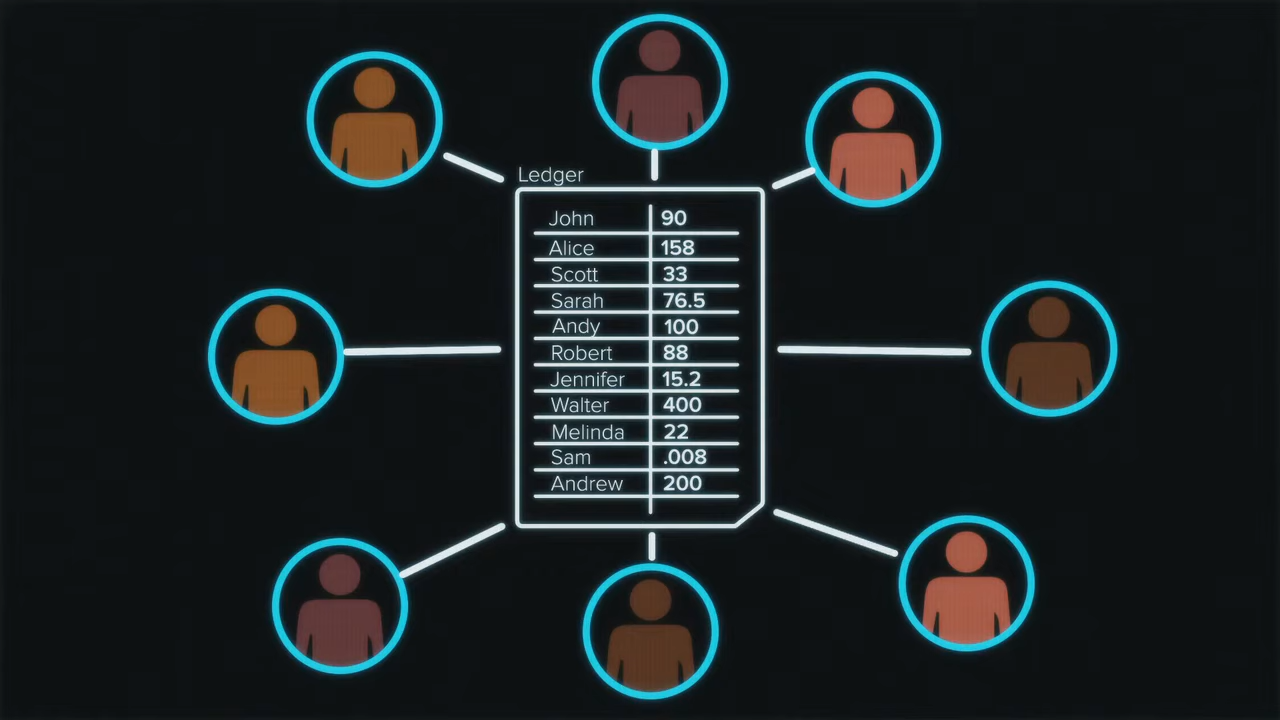 Ledger
John 90
Alice 158
Scott 33
Sarah 76.5
Andy 100
Robert 88
Jennifer 15.2
Walter 400
Melinda 22
Sam .008
Andrew 200